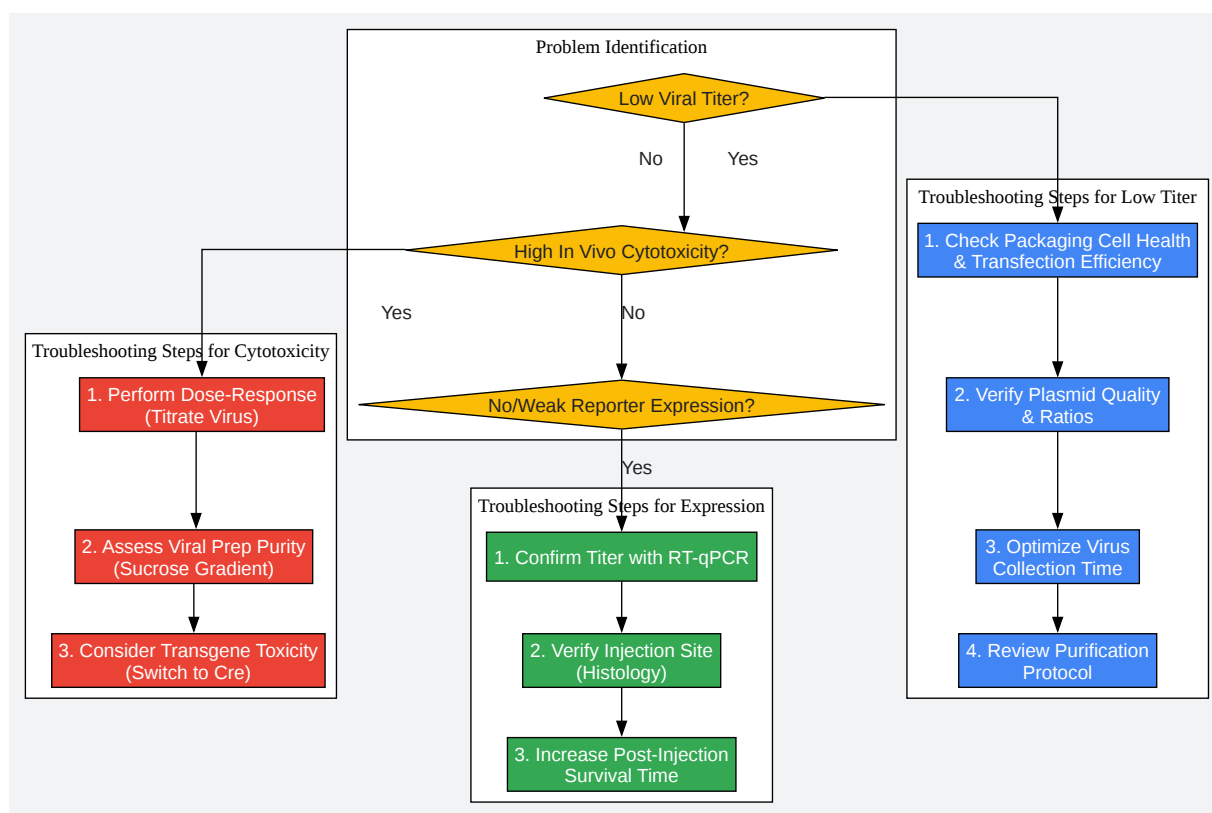 Problem Identification
Low Viral Titer?
No
Yes
High In Vivo Cytotoxicity?
Yes
No
No/Weak Reporter Expression?
Yes
Troubleshooting Steps for Cytotoxicity
1. Perform Dose-Response
(Titrate Virus)
2. Assess Viral Prep Purity
(Sucrose Gradient)
3. Consider Transgene Toxicity
(Switch to Cre)
Troubleshooting Steps for Expression
1. Confirm Titer with RT-qPCR
2. Verify Injection Site
(Histology)
3. Increase Post-Injection
Survival Time
Troubleshooting Steps for Low Titer
1. Check Packaging Cell Health
& Transfection Efficiency
2. Verify Plasmid Quality
& Ratios
3. Optimize Virus
Collection Time
4. Review Purification
Protocol